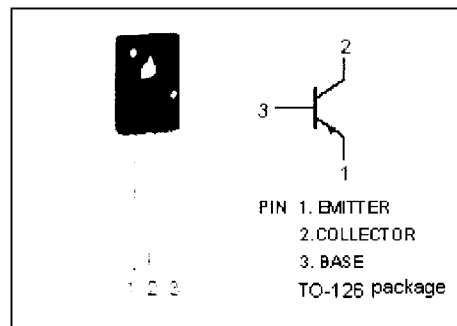 2
3
1
PIN 1. EMITTER
2.COLLECTOR
3. BASE
TO-126 package
1 2 3